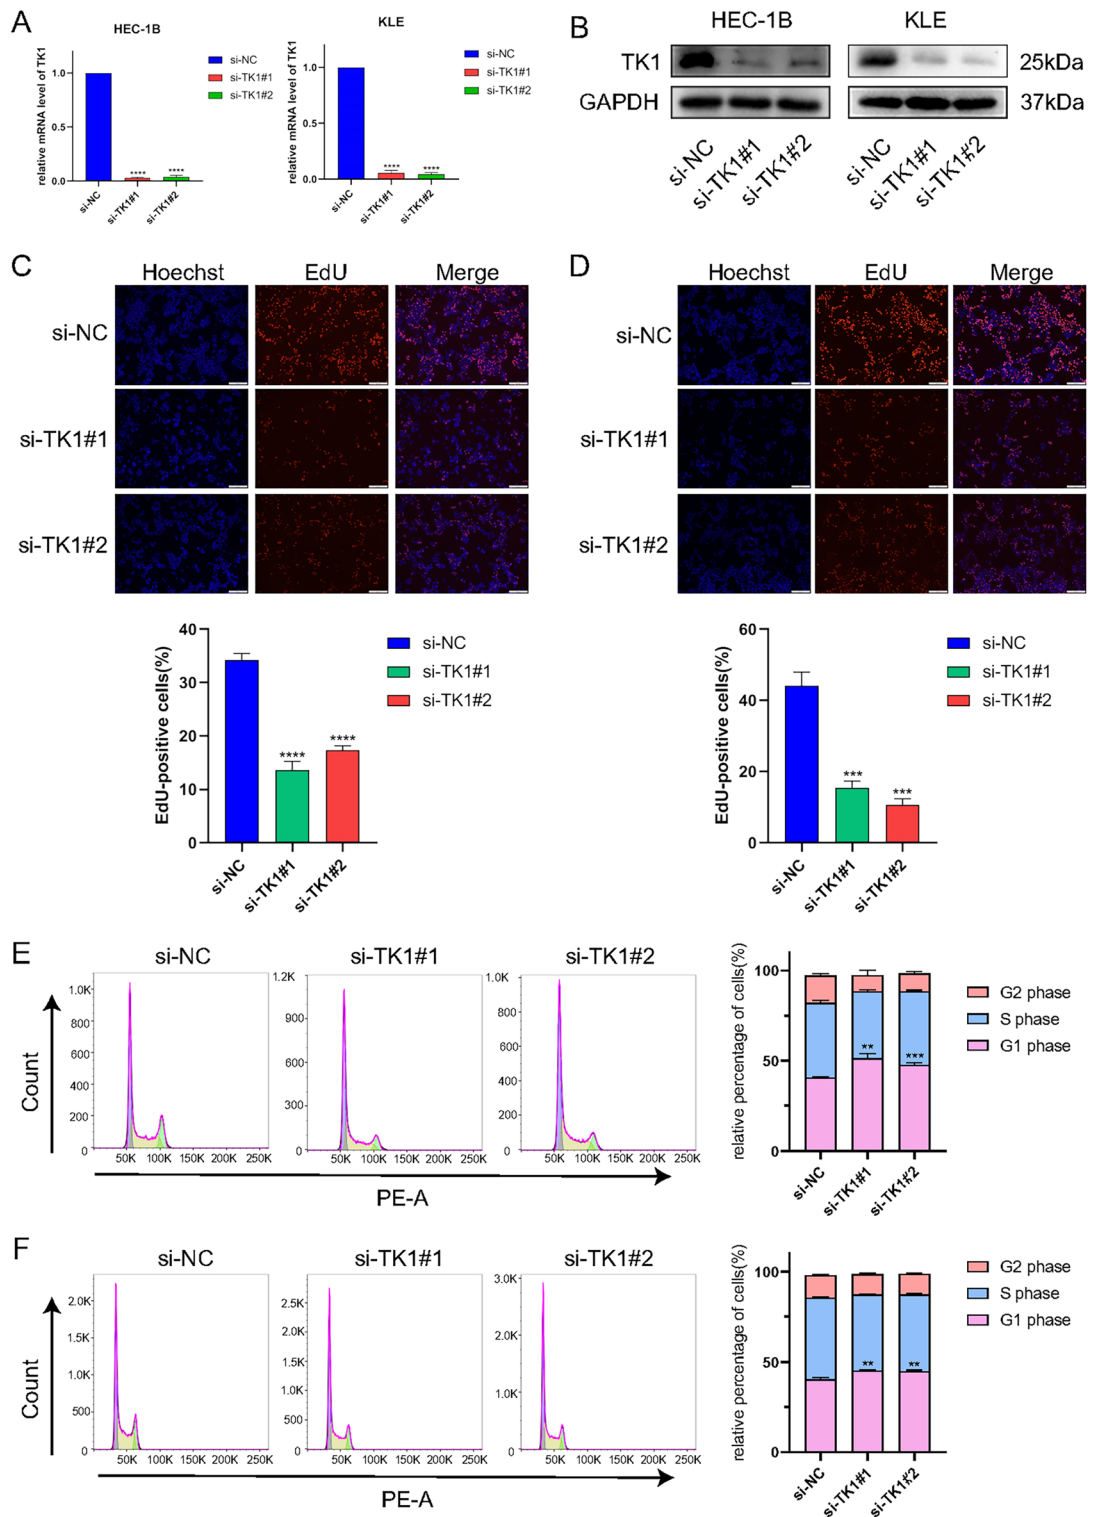 A
HEC-1B
relative mRNA level of TK1
1.0
0.5
0.0
****
****
si-NC
si-TK1#1
si-TK1#2
si-NC
si-TK1#1
si-TK1#2
KLE
relative mRNA level of TK1
1.0
0.5
0.0
****
****
si-NC
si-TK1#1
si-TK1#2
si-NC
si-TK1#1
si-TK1#2
B
HEC-1B
KLE
TK1
25kDa
GAPDH
37kDa
si-NC
si-TK1#1
si-TK1#2
si-NC
si-TK1#1
si-TK1#2
C
Hoechst
EdU
Merge
si-NC
si-TK1#1
si-TK1#2
EdU-positive cells(%)
40
30
20
10
0
****
****
si-NC
si-TK1#1
si-TK1#2
si-NC
si-TK1#1
si-TK1#2
D
Hoechst
EdU
Merge
si-NC
si-TK1#1
si-TK1#2
EdU-positive cells(%)
60
40
20
0
***
***
si-NC
si-TK1#1
si-TK1#2
si-NC
si-TK1#1
si-TK1#2
E
si-NC
si-TK1#1
si-TK1#2
Count
1.0K
800
600
400
200
0
50K 100K 150K 200K 250K
1.2K
900
600
300
0
50K 100K 150K 200K 250K
1.0K
800
600
400
200
0
50K 100K 150K 200K 250K
PE-A
relative percentage of cells(%)
100
50
0
**
***
si-NC
si-TK1#1
si-TK1#2
G2 phase
S phase
G1 phase
F
si-NC
si-TK1#1
si-TK1#2
Count
2.0K
1.5K
1.0K
500
0
50K 100K 150K 200K 250K
2.5K
2.0K
1.5K
1.0K
500
0
50K 100K 150K 200K 250K
3.0K
2.0K
1.0K
0
50K 100K 150K 200K 250K
PE-A
relative percentage of cells(%)
100
50
0
**
**
si-NC
si-TK1#1
si-TK1#2
G2 phase
S phase
G1 phase